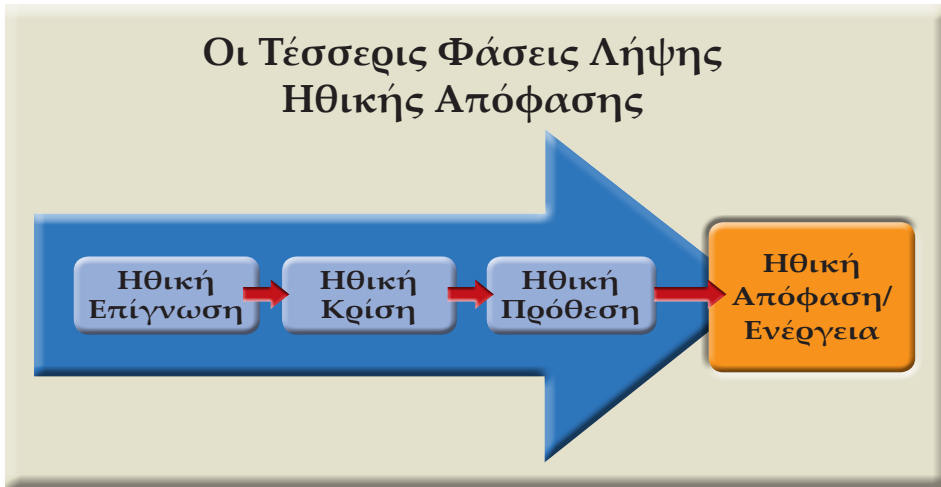 Οι Τέσσερις Φάσεις Λήψης
Ηθικής Απόφασης
Ηθική
Επίγνωση
Ηθική
Κρίση
Ηθική
Πρόθεση
Ηθική
Απόφαση/
Ενέργεια